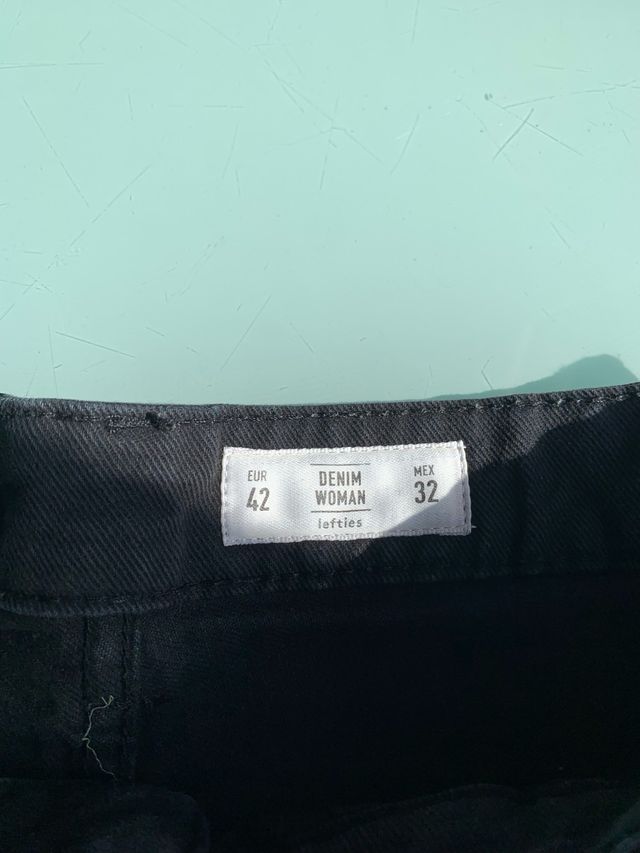 EUR
42
DENIM
WOMAN
lefties
MEX
32